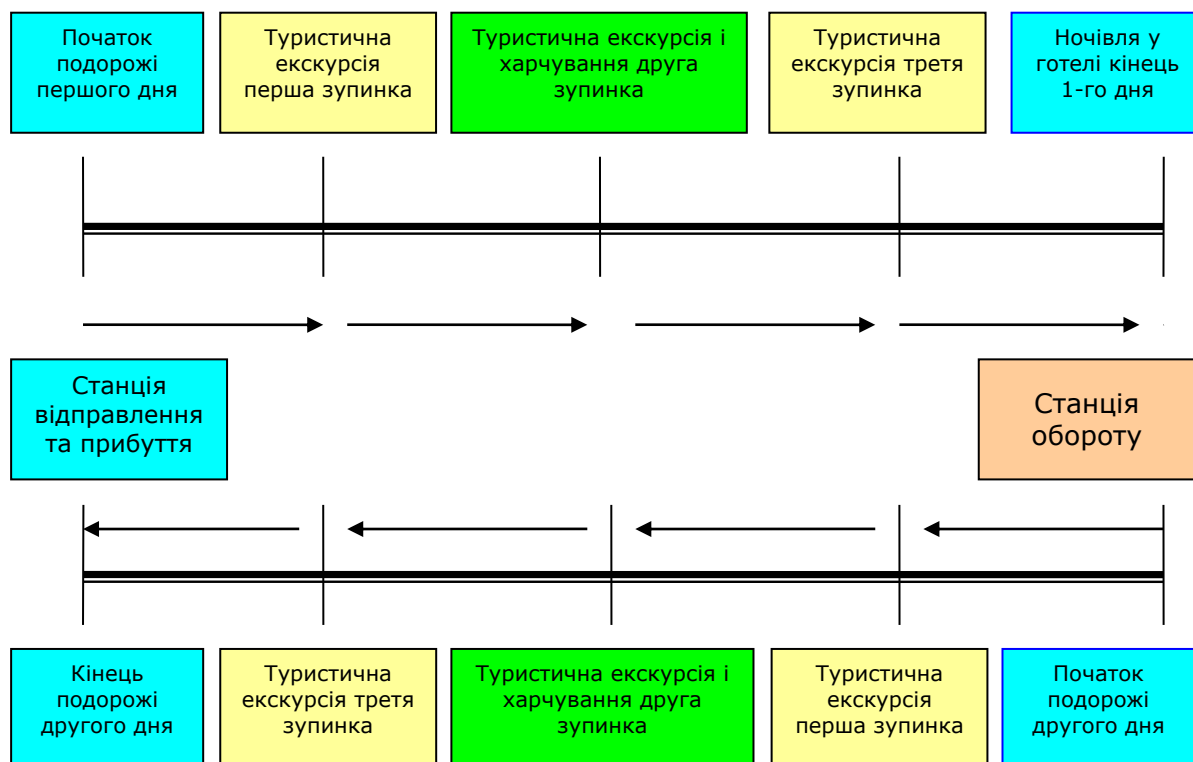 Початок
подорожі
першого дня
Туристична
екскурсія
перша зупинка
Туристична екскурсія і
харчування друга
зупинка
Туристична
екскурсія третя
зупинка
Ночівля у
готелі кінець
1-го дня
Станція
відправлення
та прибуття
Станція
обороту
Кінець
подорожі
другого дня
Туристична
екскурсія третя
зупинка
Туристична екскурсія і
харчування друга
зупинка
Туристична
екскурсія
перша зупинка
Початок
подорожі
другого дня